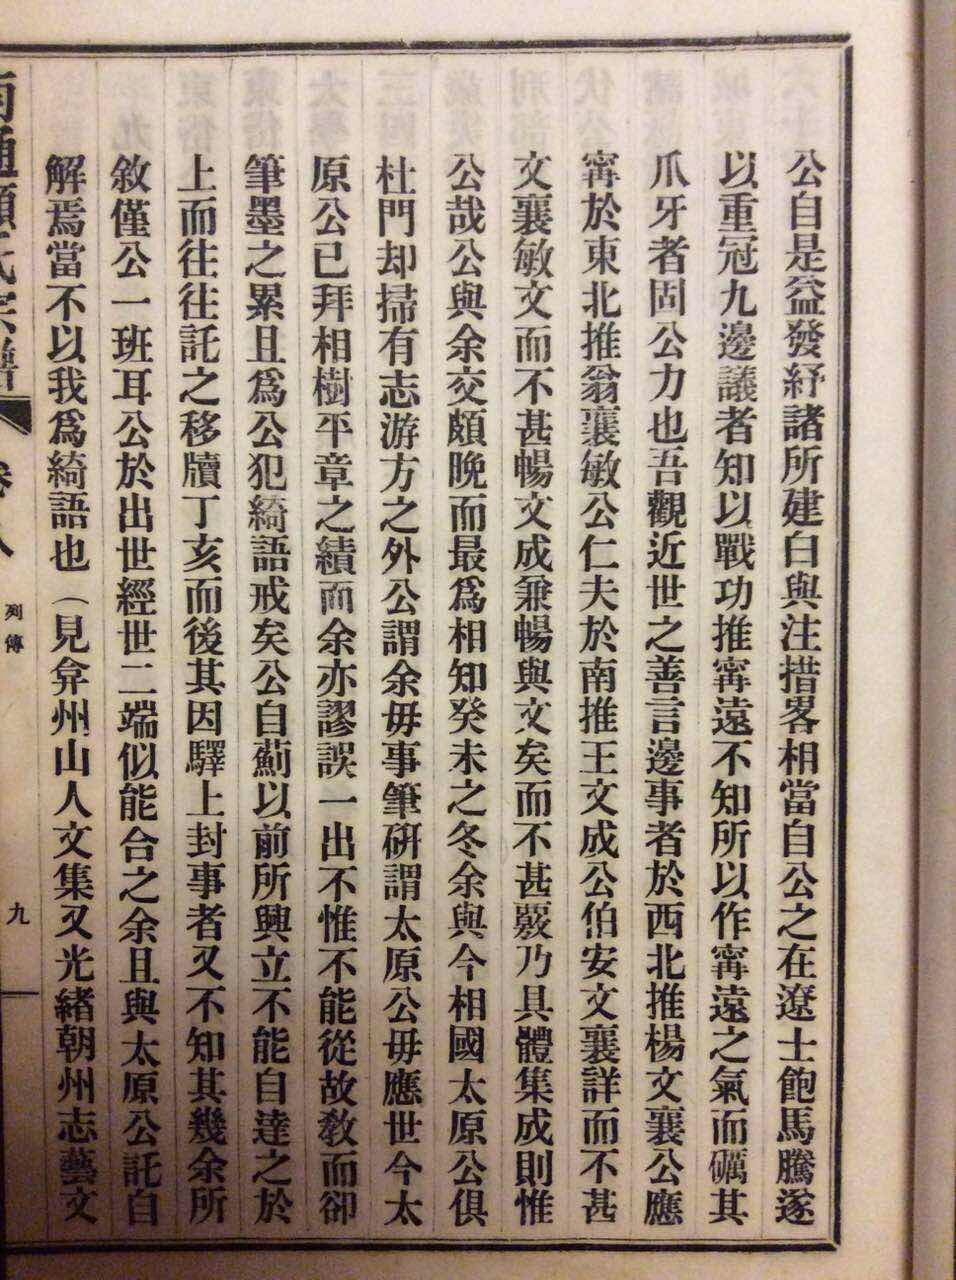 公自是益發紓諸所建白與注措畧相當自公之在遼士飽馬騰遂
以重冠九邊議者知以戰功推甯遠不知所以作甯遠之氣而礪其
爪牙者固公力也吾觀近世之善言邊事者於西北推楊文襄公應
甯於東北推翁襄敏公仁夫於南推王文成公伯安文襄詳而不甚
文襄敏文而不甚暢文成兼暢與文矣而不甚覈乃具體集成則惟
公哉公與余交頗晚而最爲相知癸未之冬余與今相國太原公俱
杜門却掃有志游方之外公謂余毋事筆硏謂太原公毋應世今太
原公已拜相樹平章之績而余亦謬誤一出不惟不能從故敎而卻
筆墨之累且爲公犯綺語戒矣公自薊以前所興立不能自達之於
上而往往託之移牘丁亥而後其因驛上封事者又不知其幾余所
敘僅公一班耳公於出世經世二端似能合之余且與太原公託自
解焉當不以我爲綺語也（見弇州山人文集又光緒朝州志藝文
南通顧氏宗譜 卷八 列傳 九